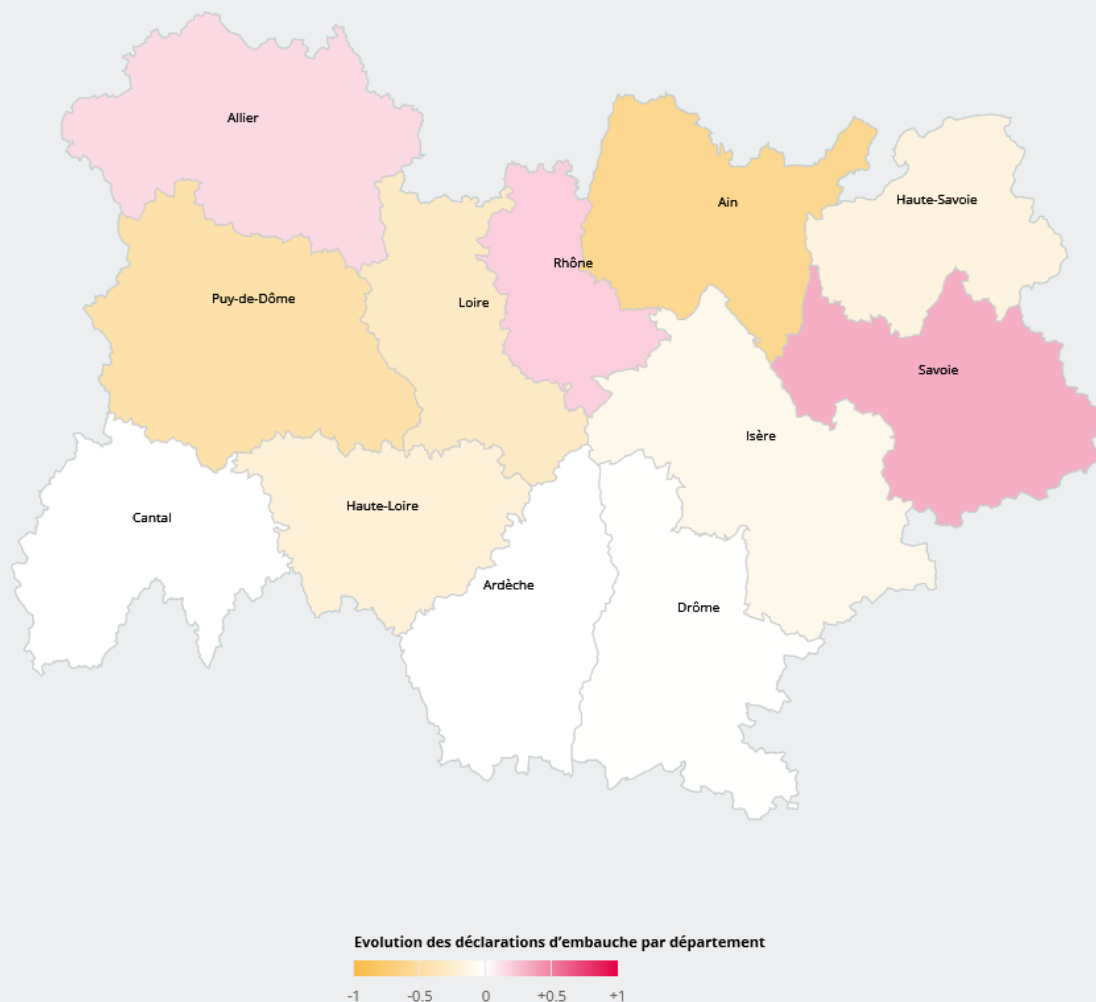 Allier
Ain
Haute-Savoie
Rhône
Puy-de-Dôme
Loire
Savoie
Isère
Haute-Loire
Cantal
Ardèche
Drôme
Evolution des déclarations d’embauche par département
-1 -0.5 0 +0.5 +1